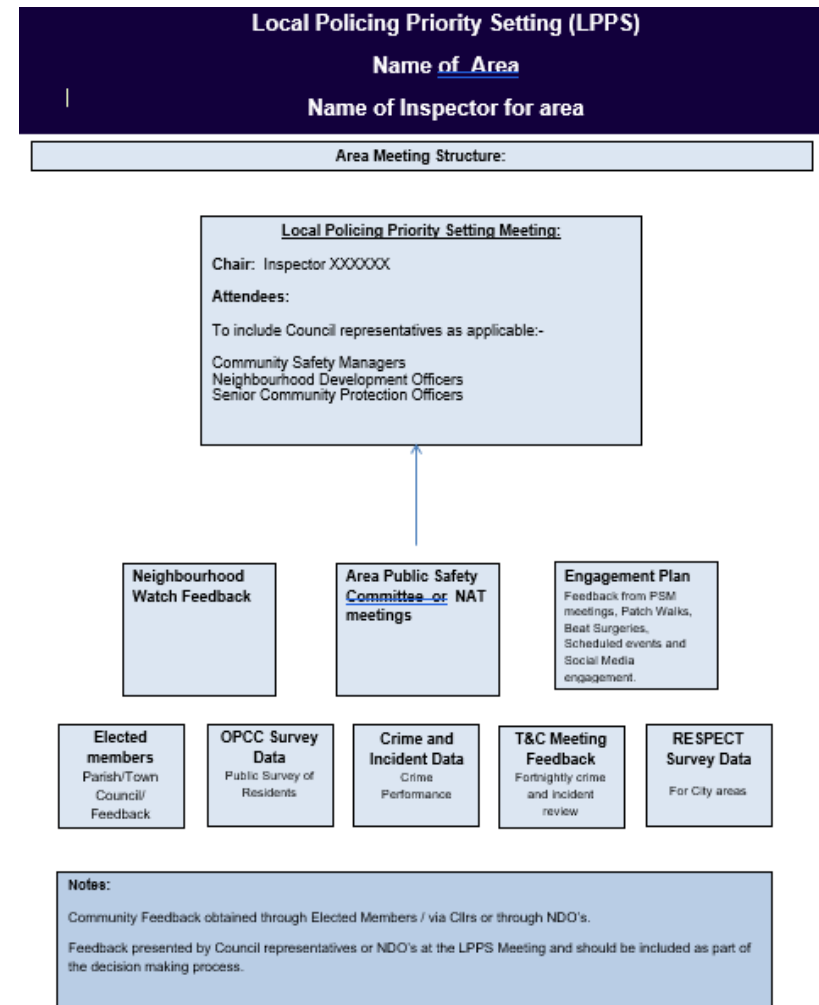 Local Policing Priority Setting (LPPS)
Name of Area
Name of Inspector for area
Area Meeting Structure:
Local Policing Priority Setting Meeting:
Chair: Inspector XXXXXX
Attendees:
To include Council representatives as applicable:-
Community Safety Managers
Neighbourhood Development Officers
Senior Community Protection Officers
Neighbourhood
Watch Feedback
Area Public Safety
Committee or NAT
meetings
Engagement Plan
Feedback from PSM
meetings, Patch Walks,
Beat Surgeries,
Scheduled events and
Social Media
engagement.
Elected
members
Parish/Town
Council/
Feedback
OPCC Survey
Data
Public Survey of
Residents
Crime and
Incident Data
Crime
Performance
T&C Meeting
Feedback
Fortnightly crime
and incident
review
RESPECT
Survey Data
For City areas
Notes:
Community Feedback obtained through Elected Members / via Cllrs or through NDO's.
Feedback presented by Council representatives or NDO's at the LPPS Meeting and should be included as part of
the decision making process.